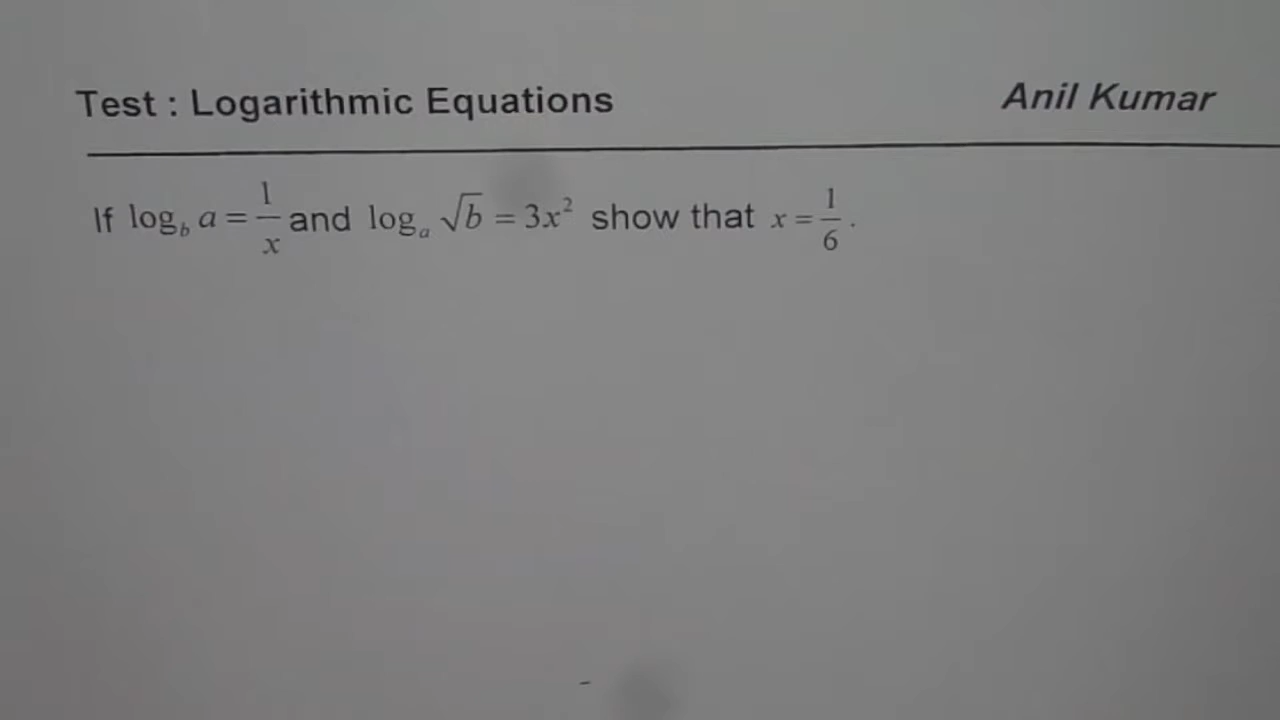 Test : Logarithmic Equations Anil Kumar
If log_b a = 1/x and log_a √b = 3x² show that x = 1/6 .